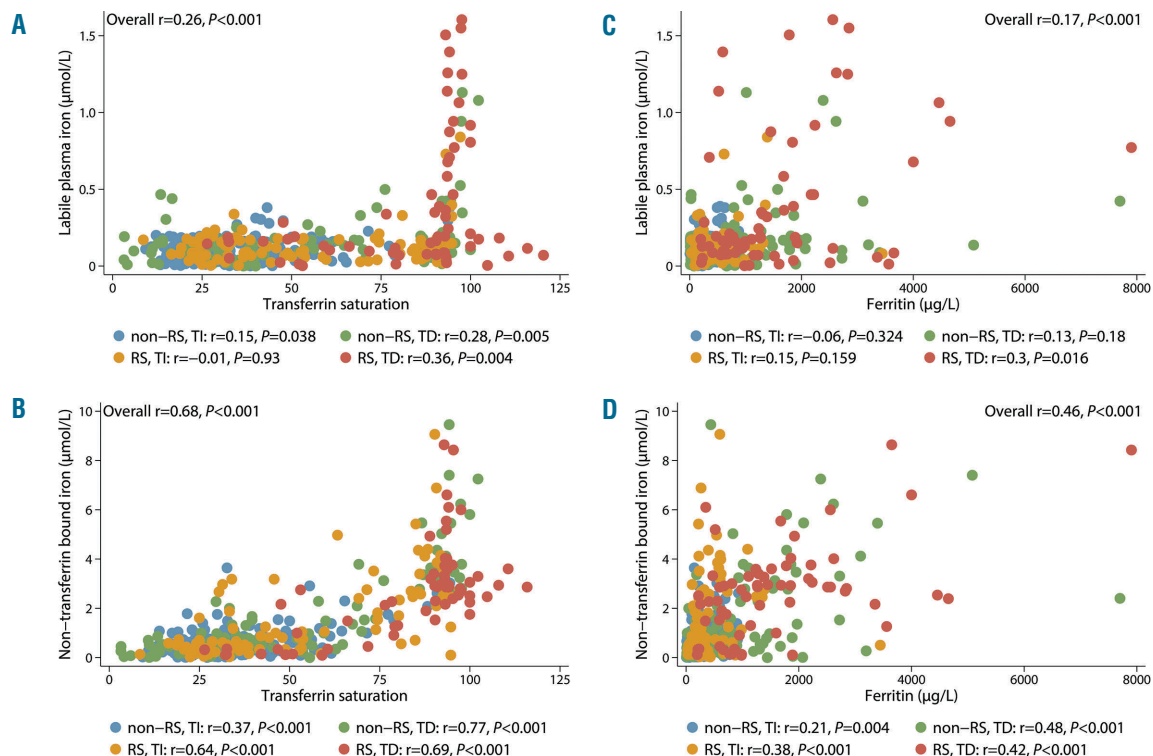 A
Overall r=0.26, P<0.001
Labile plasma iron (μmol/L)
1.5
1.0
0.5
0
0 25 50 75 100 125
Transferrin saturation
non−RS, TI: r=0.15, P=0.038 non−RS, TD: r=0.28, P=0.005
RS, TI: r=−0.01, P=0.93 RS, TD: r=0.36, P=0.004
C
Overall r=0.17, P<0.001
Labile plasma iron (μmol/L)
1.5
1.0
0.5
0
0 2000 4000 6000 8000
Ferritin (μg/L)
non−RS, TI: r=−0.06, P=0.324 non−RS, TD: r=0.13, P=0.18
RS, TI: r=0.15, P=0.159 RS, TD: r=0.3, P=0.016
B
Overall r=0.68, P<0.001
Non−transferrin bound iron (μmol/L)
10
8
6
4
2
0
0 25 50 75 100 125
Transferrin saturation
non−RS, TI: r=0.37, P<0.001 non−RS, TD: r=0.77, P<0.001
RS, TI: r=0.64, P<0.001 RS, TD: r=0.69, P<0.001
D
Overall r=0.46, P<0.001
Non−transferrin bound iron (μmol/L)
10
8
6
4
2
0
0 2000 4000 6000 8000
Ferritin (μg/L)
non−RS, TI: r=0.21, P=0.004 non−RS, TD: r=0.48, P<0.001
RS, TI: r=0.38, P<0.001 RS, TD: r=0.42, P<0.001